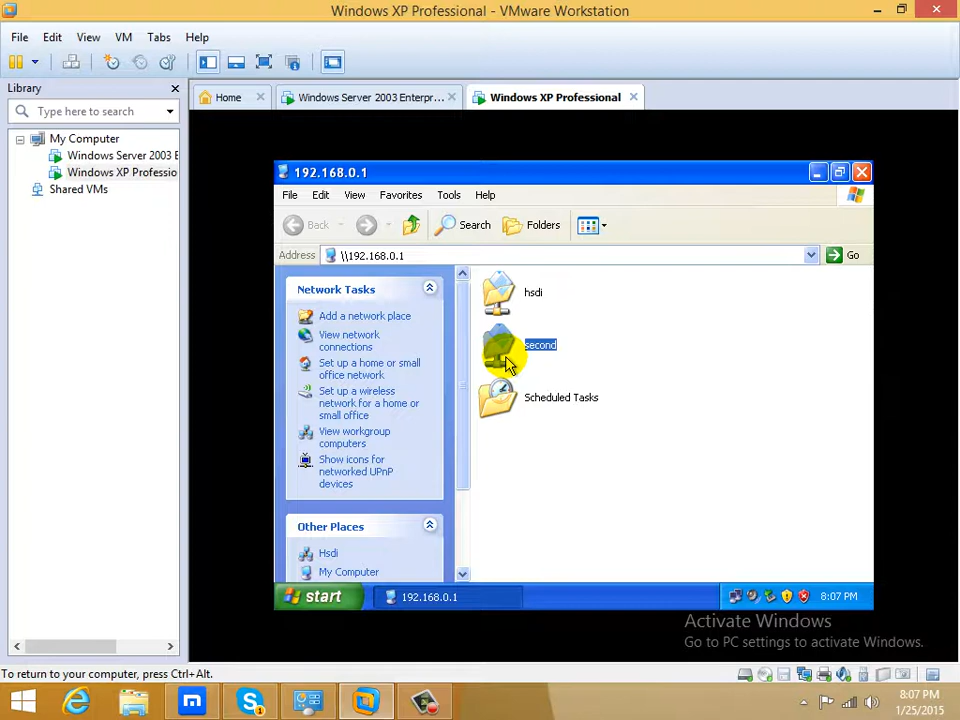 Windows XP Professional - VMware Workstation
File Edit View VM Tabs Help
Library
Type here to search
My Computer
Windows Server 2003 E
Windows XP Professio
Shared VMs
Home
Windows Server 2003 Enterpr...
Windows XP Professional
192.168.0.1
File Edit View Favorites Tools Help
Back
Search
Folders
Address
\\192.168.0.1
Go
Network Tasks
Add a network place
View network
connections
Set up a home or small
office network
Set up a wireless
network for a home or
small office
View workgroup
computers
Show icons for
networked UPnP
devices
Other Places
Hsdi
My Computer
hsdi
second
Scheduled Tasks
start
192.168.0.1
8:07 PM
Activate Windows
Go to PC settings to activate Windows.
To return to your computer, press Ctrl+Alt.
8:07 PM
1/25/2015